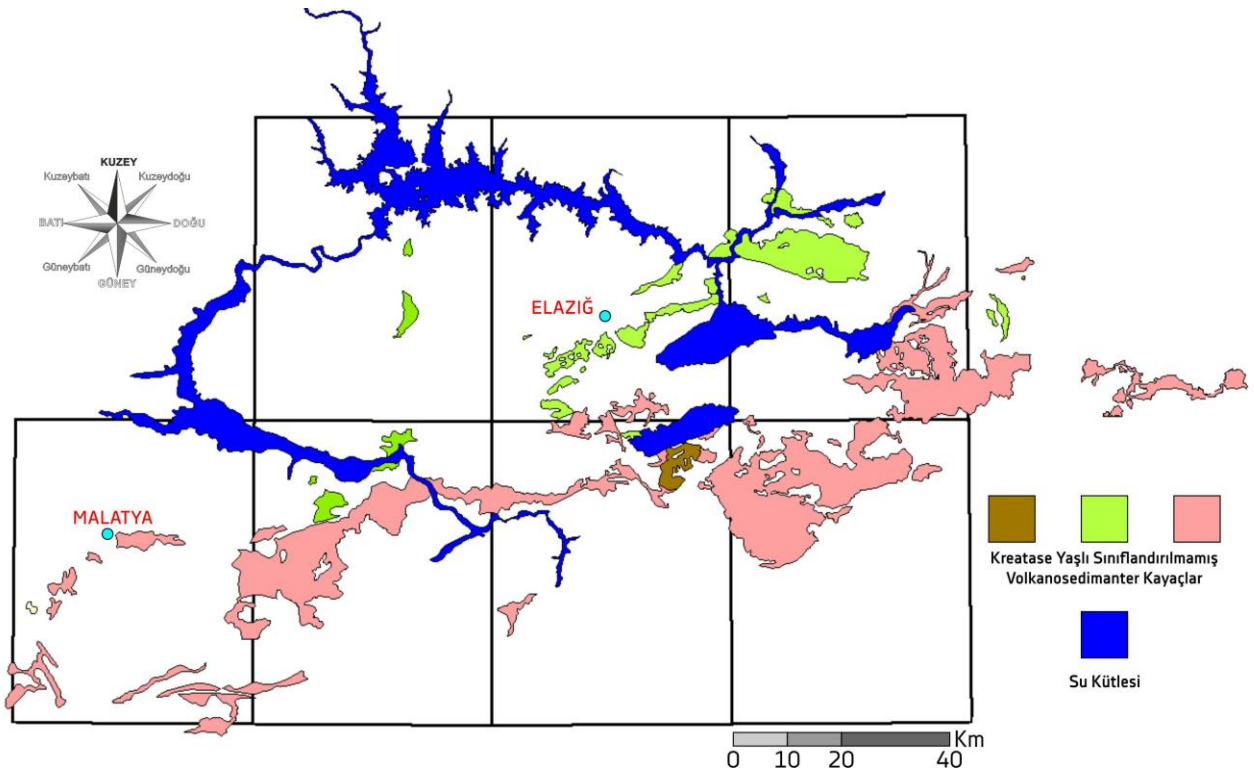 KUZEY
Kuzeybatı
Kuzeydoğu
BATI
DOĞU
Güneybatı
Güneydoğu
GÜNEY
ELAZIĞ
MALATYA
Kreatase Yaşlı Sınıflandırılmamış
Volkanosedimanter Kayaçlar
Su Kütlesi
Km
0 10 20 40